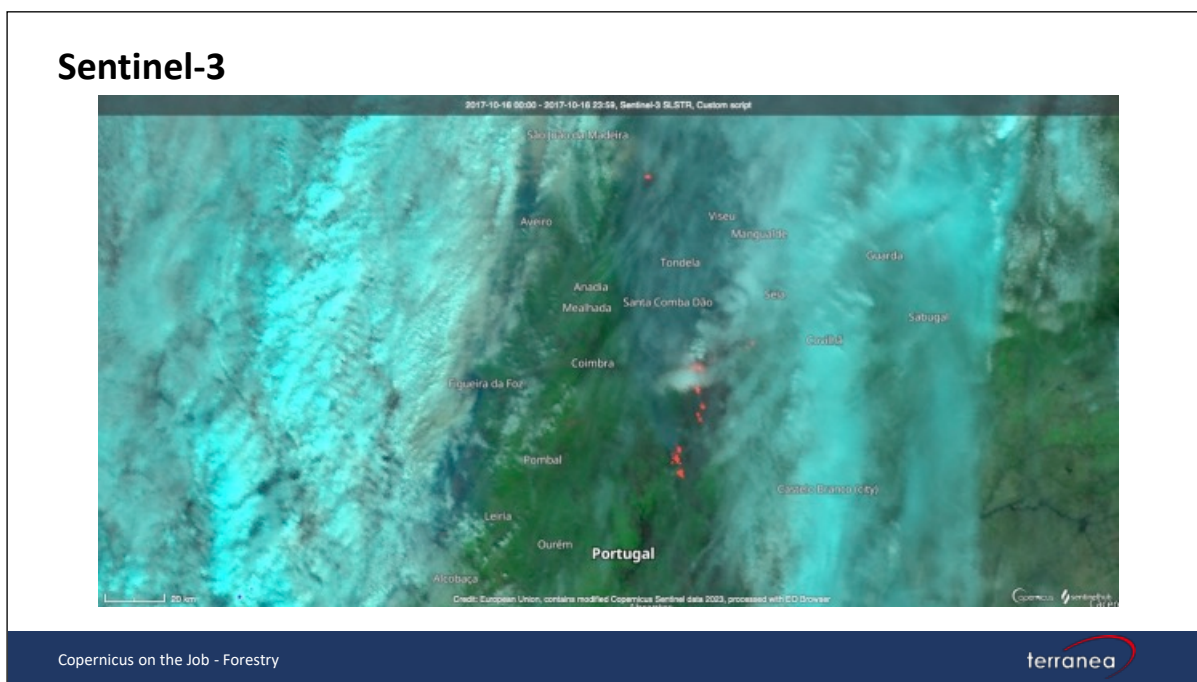 Sentinel-3
2017-10-16 00:00 - 2017-10-16 23:59, Sentinel-3 SLSTR, Custom script
São João da Madeira
Aveiro
Viseu
Mangualde
Guarda
Tondela
Anadia
Mealhada
Santa Comba Dão
Seia
Sabugal
Covilhã
Coimbra
Figueira da Foz
Pombal
Castelo Branco (city)
Leiria
Ourém
Portugal
Alcobaça
20 km
Credit: European Union, contains modified Copernicus Sentinel data 2023, processed with EO Browser
Copernicus
sentinelhub
Copernicus on the Job - Forestry
terranea